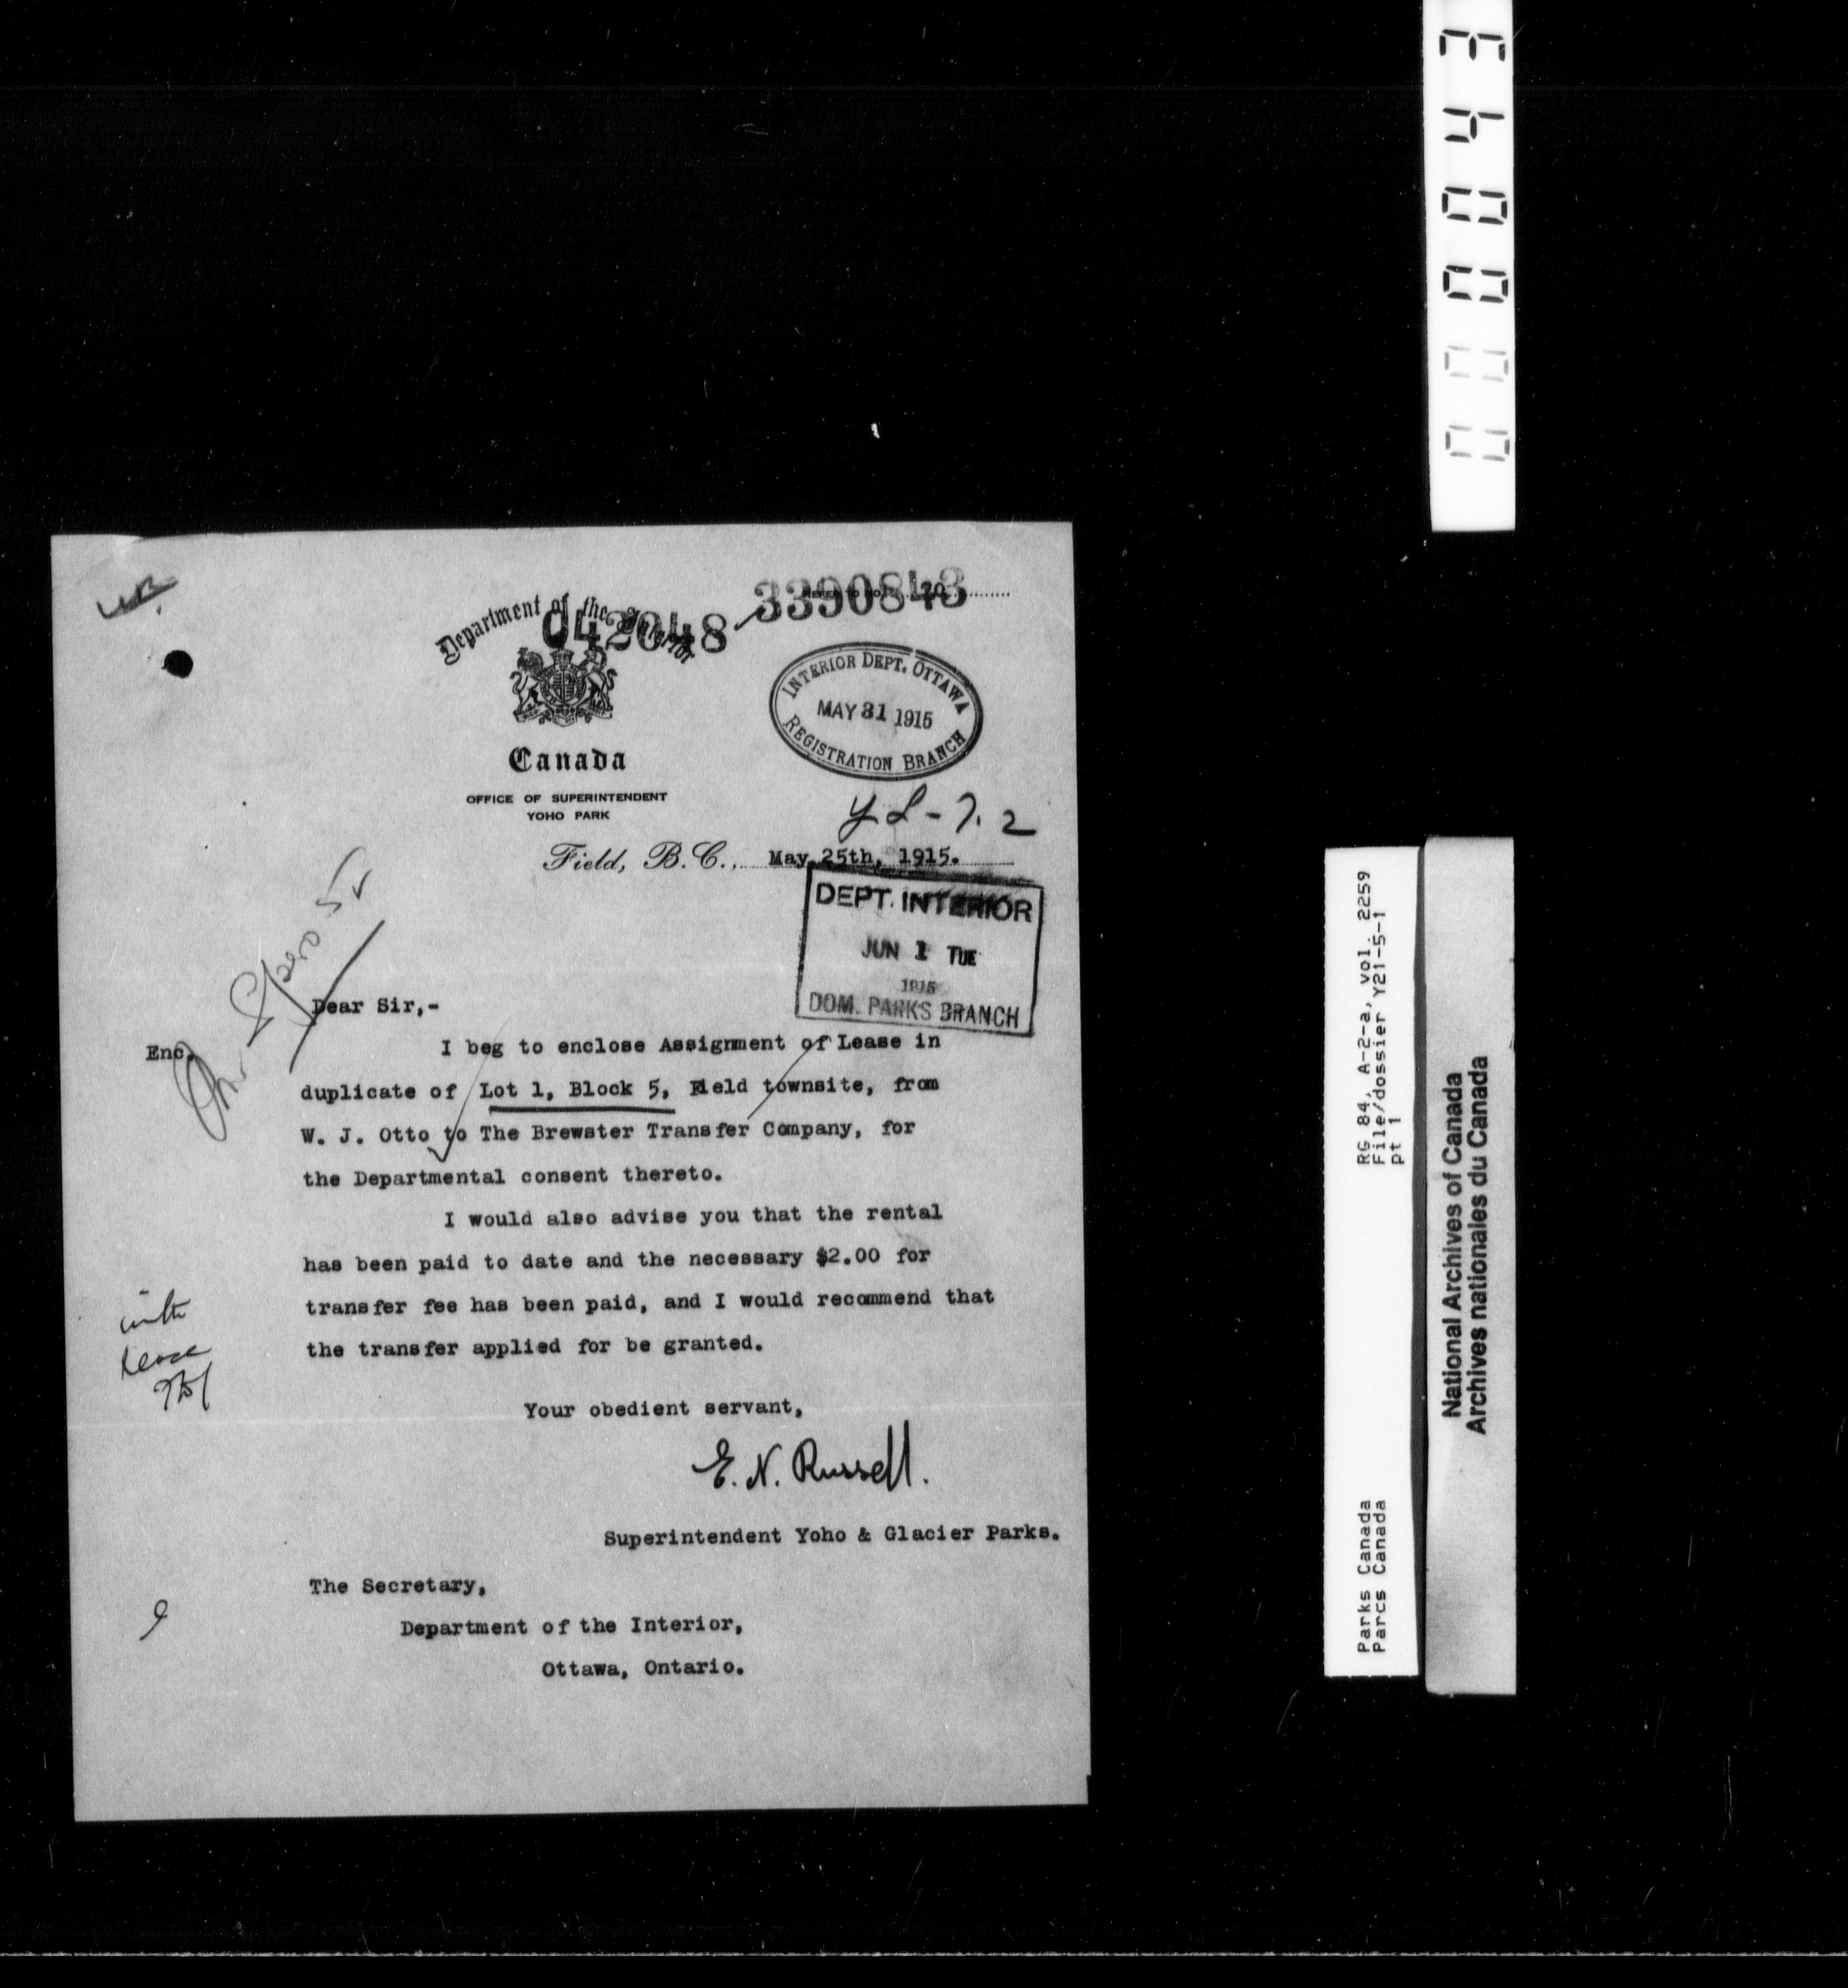 3390843
Department of the Interior
042048
INTERIOR DEPT. OTTAWA
MAY 31 1915
REGISTRATION BRANCH
Canada
OFFICE OF SUPERINTENDENT
YOHO PARK
Field, B.C., May 25th, 1915.
DEPT. INTERIOR
JUN 1 TUE
1915
DOM. PARKS BRANCH
Dear Sir,-
Enc.
I beg to enclose Assignment of Lease in
duplicate of Lot 1, Block 5, Field townsite, from
W. J. Otto to The Brewster Transfer Company, for
the Departmental consent thereto.
I would also advise you that the rental
has been paid to date and the necessary $2.00 for
transfer fee has been paid, and I would recommend that
the transfer applied for be granted.
with
lease
Your obedient servant,
E. N. Russell.
Superintendent Yoho & Glacier Parks.
The Secretary,
Department of the Interior,
Ottawa, Ontario.
RG 84, A-2-a, vol. 2259
File/dossier Y21-5-1
pt 1
Parks Canada
Parcs Canada
National Archives of Canada
Archives nationales du Canada